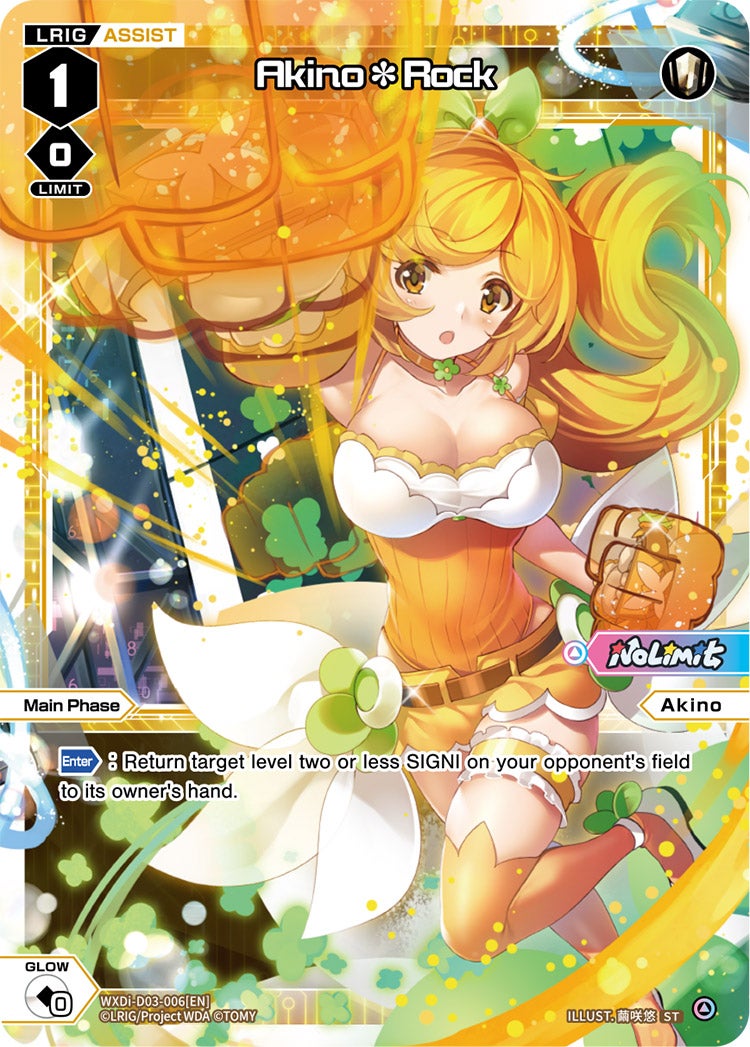 LRIG ASSIST
1
Akino✽Rock
0
LIMIT
NoLimit
Main Phase
Akino
Enter : Return target level two or less SIGNI on your opponent's field
to its owner's hand.
GLOW
0
WXDi-D03-006[EN]
©LRIG/Project WDA ©TOMY
ILLUST. 繭咲悠 ST